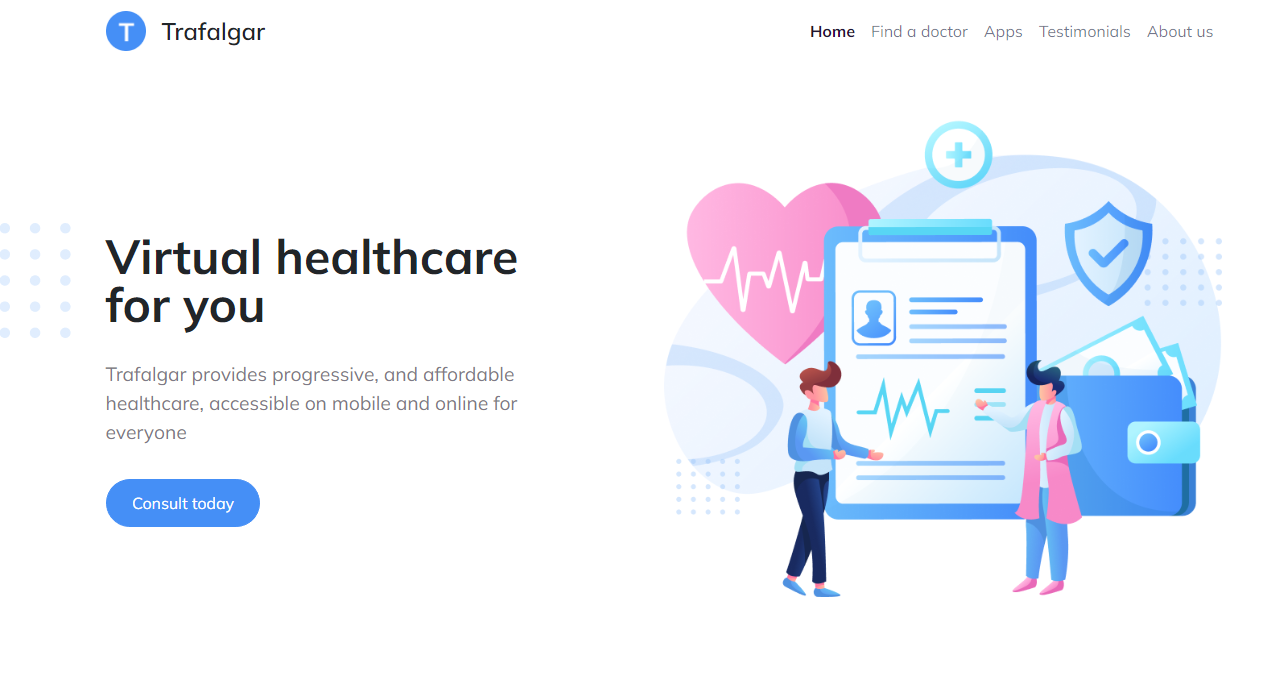 T Trafalgar
Home Find a doctor Apps Testimonials About us
Virtual healthcare
for you
Trafalgar provides progressive, and affordable
healthcare, accessible on mobile and online for
everyone
Consult today